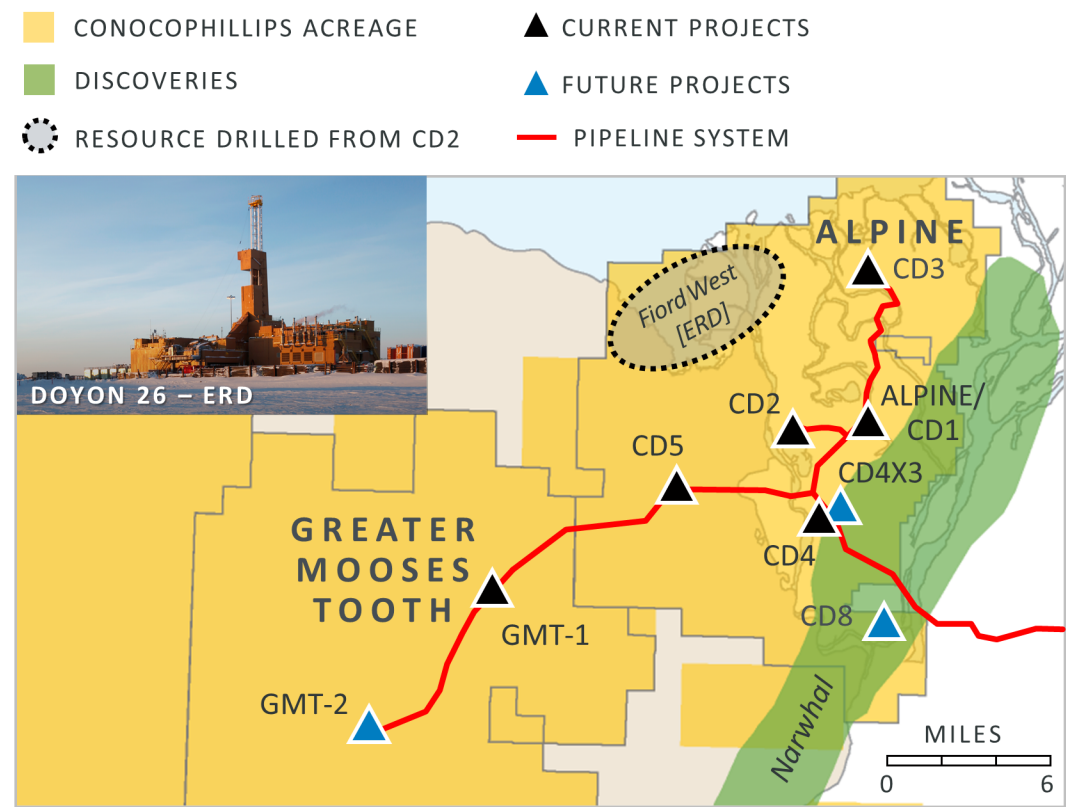 CONOCOPHILLIPS ACREAGE
CURRENT PROJECTS
DISCOVERIES
FUTURE PROJECTS
RESOURCE DRILLED FROM CD2
PIPELINE SYSTEM
DOYON 26 – ERD
ALPINE
CD3
Fiord West
[ERD]
CD2
ALPINE/
CD1
CD5
CD4X3
CD4
GREATER
MOOSES
TOOTH
CD8
GMT-1
GMT-2
Narwhal
MILES
0 6